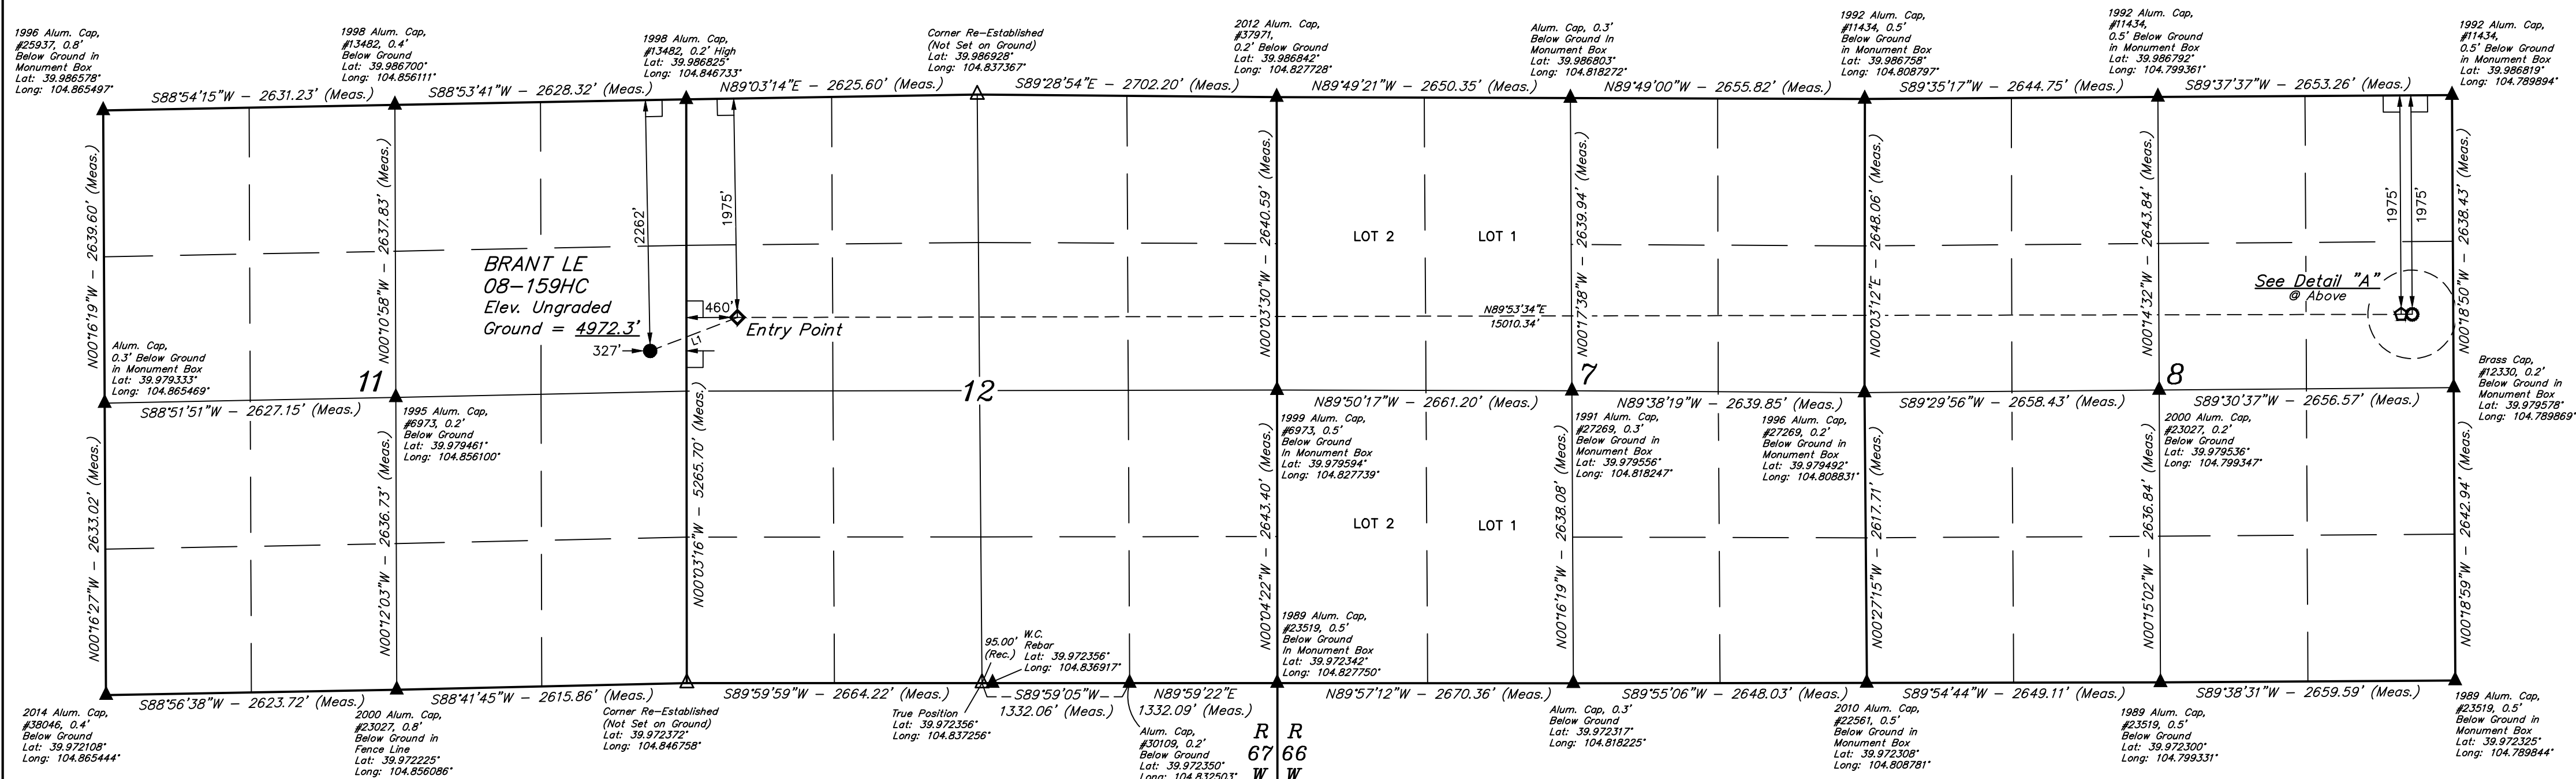 1996 Alum. Cap,
#25937, 0.8'
Below Ground in
Monument Box
Lat: 39.986578°
Long: 104.865497°
1998 Alum. Cap,
#13482, 0.4'
Below Ground
Lat: 39.986700°
Long: 104.856111°
1998 Alum. Cap,
#13482, 0.2' High
Lat: 39.986825°
Long: 104.846733°
Corner Re-Established
(Not Set on Ground)
Lat: 39.986928°
Long: 104.837367°
2012 Alum. Cap,
#37971,
0.2' Below Ground
Lat: 39.986842°
Long: 104.827728°
Alum. Cap, 0.3'
Below Ground In
Monument Box
Lat: 39.986803°
Long: 104.818272°
1992 Alum. Cap,
#11434, 0.5'
Below Ground
in Monument Box
Lat: 39.986758°
Long: 104.808797°
1992 Alum. Cap,
#11434,
0.5' Below Ground
in Monument Box
Lat: 39.986792°
Long: 104.799361°
1992 Alum. Cap,
#11434,
0.5' Below Ground
in Monument Box
Lat: 39.986819°
Long: 104.789894°
S88°54'15"W - 2631.23' (Meas.)
S88°53'41"W - 2628.32' (Meas.)
N89°03'14"E - 2625.60' (Meas.)
S89°28'54"E - 2702.20' (Meas.)
N89°49'21"W - 2650.35' (Meas.)
N89°49'00"W - 2655.82' (Meas.)
S89°35'17"W - 2644.75' (Meas.)
S89°37'37"W - 2653.26' (Meas.)
N00°16'19"W - 2639.60' (Meas.)
N00°10'58"W - 2637.83' (Meas.)
2262'
1975'
N00°03'30"W - 2640.59' (Meas.)
N00°17'38"W - 2639.94' (Meas.)
N00°03'12"E - 2648.06' (Meas.)
N00°14'32"W - 2643.84' (Meas.)
1975'
1975'
N00°18'50"W - 2638.43' (Meas.)
LOT 2
LOT 1
BRANT LE
08-159HC
Elev. Ungraded
Ground = 4972.3'
327'
460'
L1
Entry Point
N89°53'34"E
15010.34'
See Detail "A"
@ Above
Alum. Cap,
0.3' Below Ground
in Monument Box
Lat: 39.979333°
Long: 104.865469°
11
12
7
8
Brass Cap,
#12330, 0.2'
Below Ground in
Monument Box
Lat: 39.979578°
Long: 104.789869°
S88°51'51"W - 2627.15' (Meas.)
N89°50'17"W - 2661.20' (Meas.)
N89°38'19"W - 2639.85' (Meas.)
S89°29'56"W - 2658.43' (Meas.)
S89°30'37"W - 2656.57' (Meas.)
1995 Alum. Cap,
#6973, 0.2'
Below Ground
Lat: 39.979461°
Long: 104.856100°
1999 Alum. Cap,
#6973, 0.5'
Below Ground
In Monument Box
Lat: 39.979594°
Long: 104.827739°
1991 Alum. Cap,
#27269, 0.3'
Below Ground in
Monument Box
Lat: 39.979556°
Long: 104.818247°
1996 Alum. Cap,
#27269, 0.2'
Below Ground in
Monument Box
Lat: 39.979492°
Long: 104.808831°
2000 Alum. Cap,
#23027, 0.2'
Below Ground
Lat: 39.979536°
Long: 104.799347°
N00°16'27"W - 2633.02' (Meas.)
N00°12'03"W - 2636.73' (Meas.)
N00°03'16"W - 5265.70' (Meas.)
N00°04'22"W - 2643.40' (Meas.)
N00°16'19"W - 2638.08' (Meas.)
N00°27'15"W - 2617.71' (Meas.)
N00°15'02"W - 2636.84' (Meas.)
N00°18'59"W - 2642.94' (Meas.)
LOT 2
LOT 1
95.00'
(Rec.)
W.C.
Rebar
Lat: 39.972356°
Long: 104.836917°
1989 Alum. Cap,
#23519, 0.5'
Below Ground
In Monument Box
Lat: 39.972342°
Long: 104.827750°
S88°56'38"W - 2623.72' (Meas.)
S88°41'45"W - 2615.86' (Meas.)
S89°59'59"W - 2664.22' (Meas.)
S89°59'05"W
1332.06' (Meas.)
N89°59'22"E
1332.09' (Meas.)
N89°57'12"W - 2670.36' (Meas.)
S89°55'06"W - 2648.03' (Meas.)
S89°54'44"W - 2649.11' (Meas.)
S89°38'31"W - 2659.59' (Meas.)
2014 Alum. Cap,
#38046, 0.4'
Below Ground
Lat: 39.972108°
Long: 104.865444°
2000 Alum. Cap,
#23027, 0.8'
Below Ground in
Fence Line
Lat: 39.972225°
Long: 104.856086°
Corner Re-Established
(Not Set on Ground)
Lat: 39.972372°
Long: 104.846758°
True Position
Lat: 39.972356°
Long: 104.837256°
Alum. Cap,
#30109, 0.2'
Below Ground
Lat: 39.972350°
Long: 104.832503°
R R
67 66
W W
Alum. Cap, 0.3'
Below Ground
Lat: 39.972317°
Long: 104.818225°
2010 Alum. Cap,
#22561, 0.5'
Below Ground in
Monument Box
Lat: 39.972308°
Long: 104.808781°
1989 Alum. Cap,
#23519, 0.5'
Below Ground
Lat: 39.972300°
Long: 104.799331°
1989 Alum. Cap,
#23519, 0.5'
Below Ground in
Monument Box
Lat: 39.972325°
Long: 104.789844°